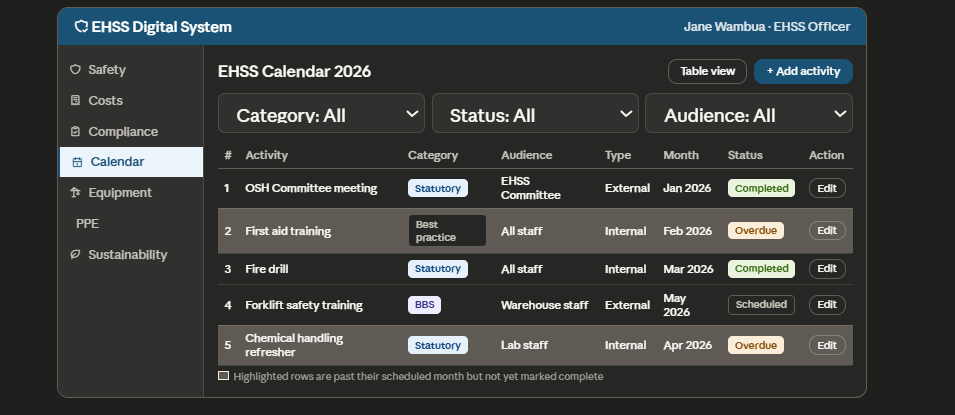 EHSS Digital System
Jane Wambua · EHSS Officer
Safety
Costs
Compliance
Calendar
Equipment
PPE
Sustainability
EHSS Calendar 2026
Table view
+ Add activity
Category: All
Status: All
Audience: All
# Activity Category Audience Type Month Status Action
1 OSH Committee meeting Statutory EHSS Committee External Jan 2026 Completed Edit
2 First aid training Best practice All staff Internal Feb 2026 Overdue Edit
3 Fire drill Statutory All staff Internal Mar 2026 Completed Edit
4 Forklift safety training BBS Warehouse staff External May 2026 Scheduled Edit
5 Chemical handling refresher Statutory Lab staff Internal Apr 2026 Overdue Edit
Highlighted rows are past their scheduled month but not yet marked complete